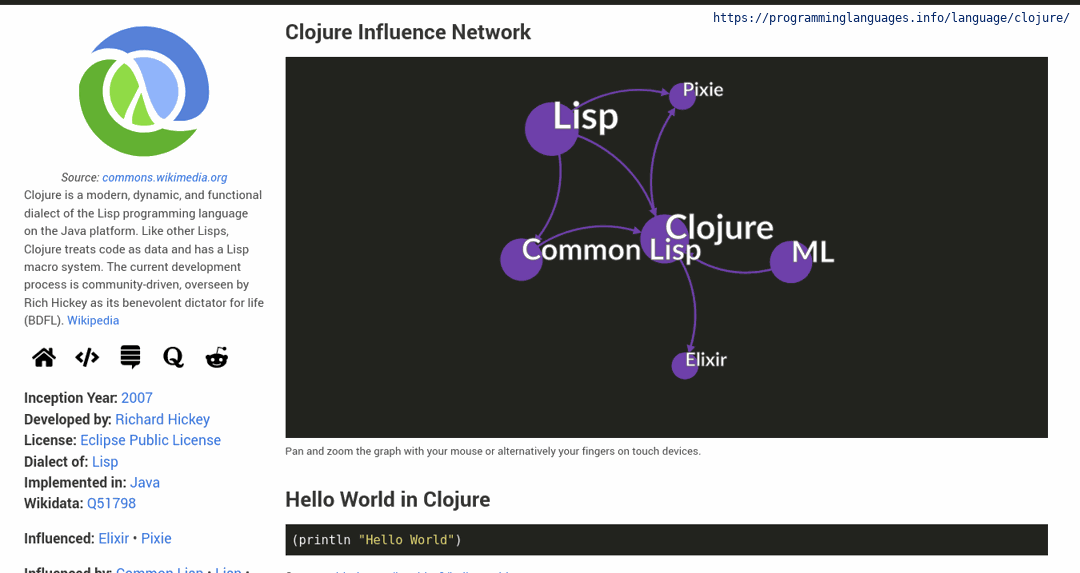 https://programminglanguages.info/language/clojure/
Source: commons.wikimedia.org
Clojure is a modern, dynamic, and functional
dialect of the Lisp programming language
on the Java platform. Like other Lisps,
Clojure treats code as data and has a Lisp
macro system. The current development
process is community-driven, overseen by
Rich Hickey as its benevolent dictator for life
(BDFL). Wikipedia
Inception Year: 2007
Developed by: Richard Hickey
License: Eclipse Public License
Dialect of: Lisp
Implemented in: Java
Wikidata: Q51798
Influenced: Elixir • Pixie
Influenced by: Common Lisp • Lisp •
Clojure Influence Network
Pixie
Lisp
Clojure
Common Lisp
ML
Elixir
Pan and zoom the graph with your mouse or alternatively your fingers on touch devices.
Hello World in Clojure
(println "Hello World")